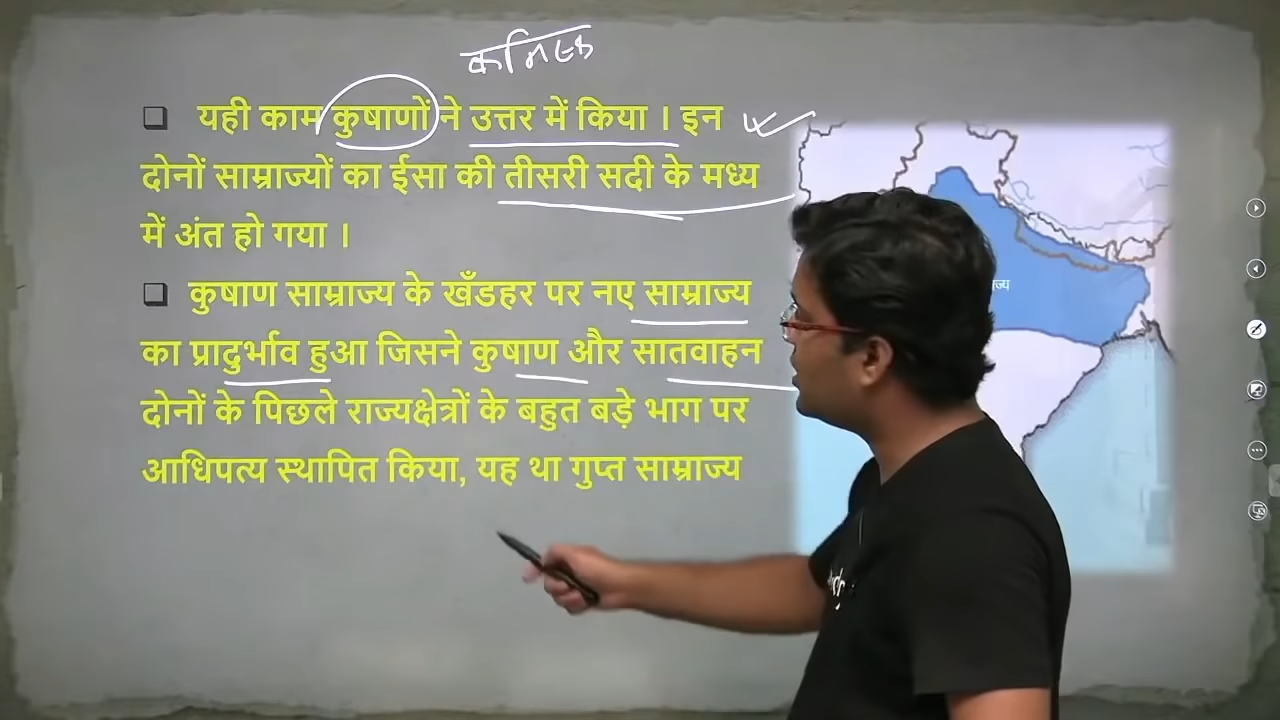 कनिष्क
यही काम कुषाणों ने उत्तर में किया । इन
दोनों साम्राज्यों का ईसा की तीसरी सदी के मध्य
में अंत हो गया ।
कुषाण साम्राज्य के खँडहर पर नए साम्राज्य
का प्रादुर्भाव हुआ जिसने कुषाण और सातवाहन
दोनों के पिछले राज्यक्षेत्रों के बहुत बड़े भाग पर
आधिपत्य स्थापित किया, यह था गुप्त साम्राज्य